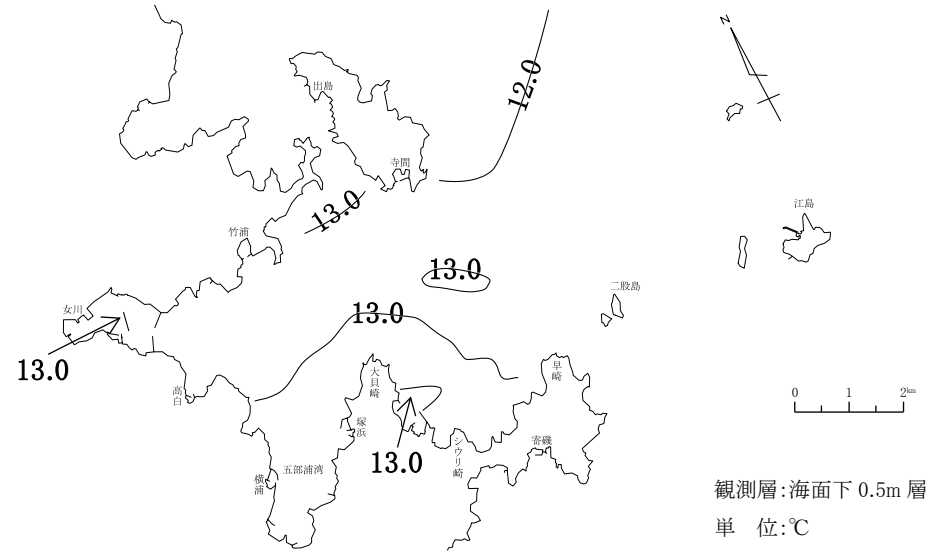 N
出島
12.0
寺間
13.0
江島
竹浦
13.0
二股島
女川
13.0
13.0
大貝崎
早崎
高白
0 1 2km
塚浜
シウリ崎
寄磯
13.0
五部浦湾
横浦
観測層:海面下 0.5m 層
単 位:℃